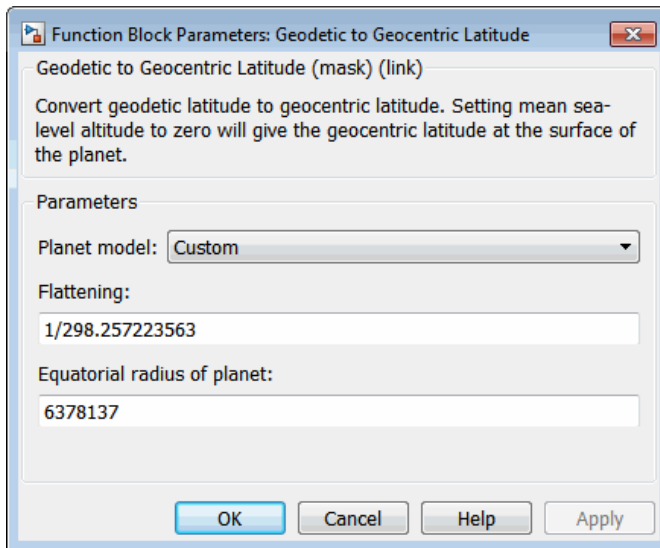 Function Block Parameters: Geodetic to Geocentric Latitude
Geodetic to Geocentric Latitude (mask) (link)
Convert geodetic latitude to geocentric latitude. Setting mean sea-
level altitude to zero will give the geocentric latitude at the surface of
the planet.
Parameters
Planet model: Custom
Flattening:
1/298.257223563
Equatorial radius of planet:
6378137
OK Cancel Help Apply